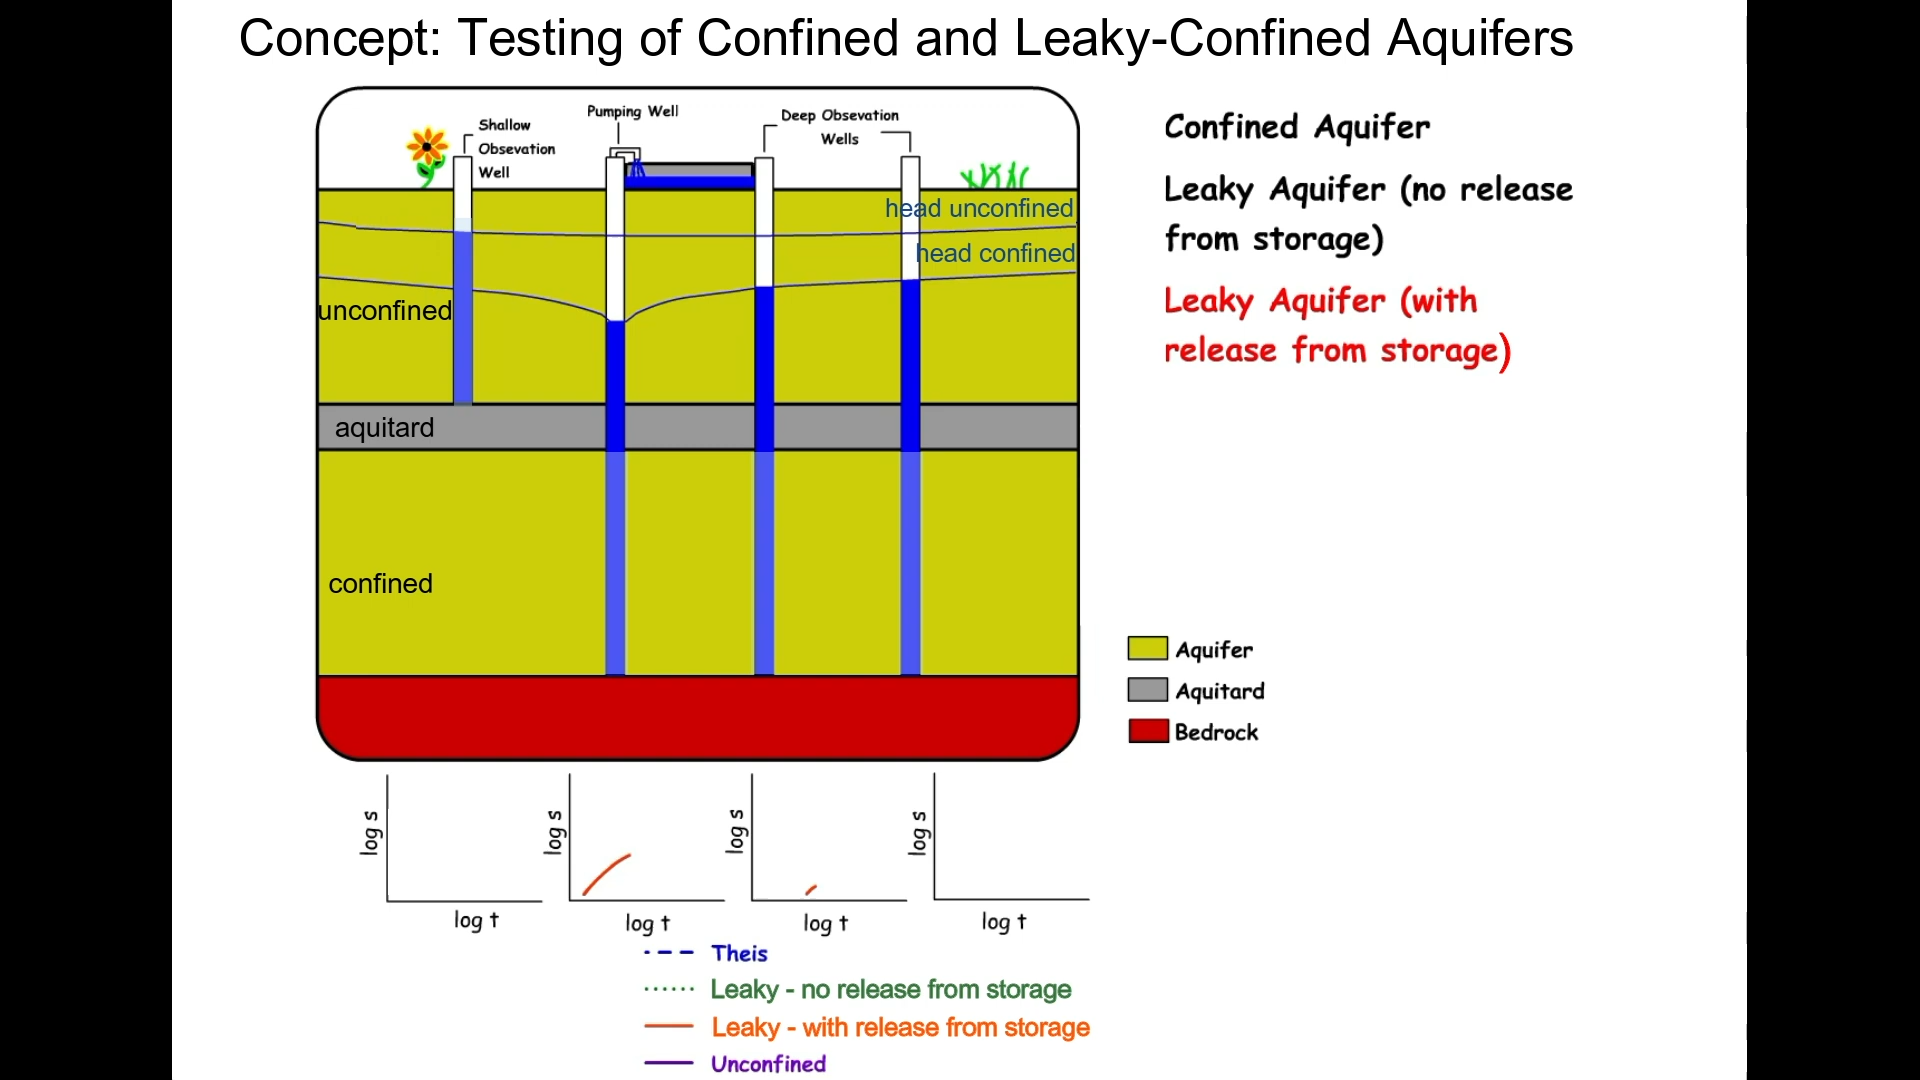 Concept: Testing of Confined and Leaky-Confined Aquifers
Shallow
Obsevation
Well
Pumping Well
Deep Obsevation
Wells
head unconfined
head confined
unconfined
aquitard
confined
Confined Aquifer
Leaky Aquifer (no release
from storage)
Leaky Aquifer (with
release from storage)
Aquifer
Aquitard
Bedrock
log s
log t
log s
log t
log s
log t
log s
log t
Theis
Leaky - no release from storage
Leaky - with release from storage
Unconfined